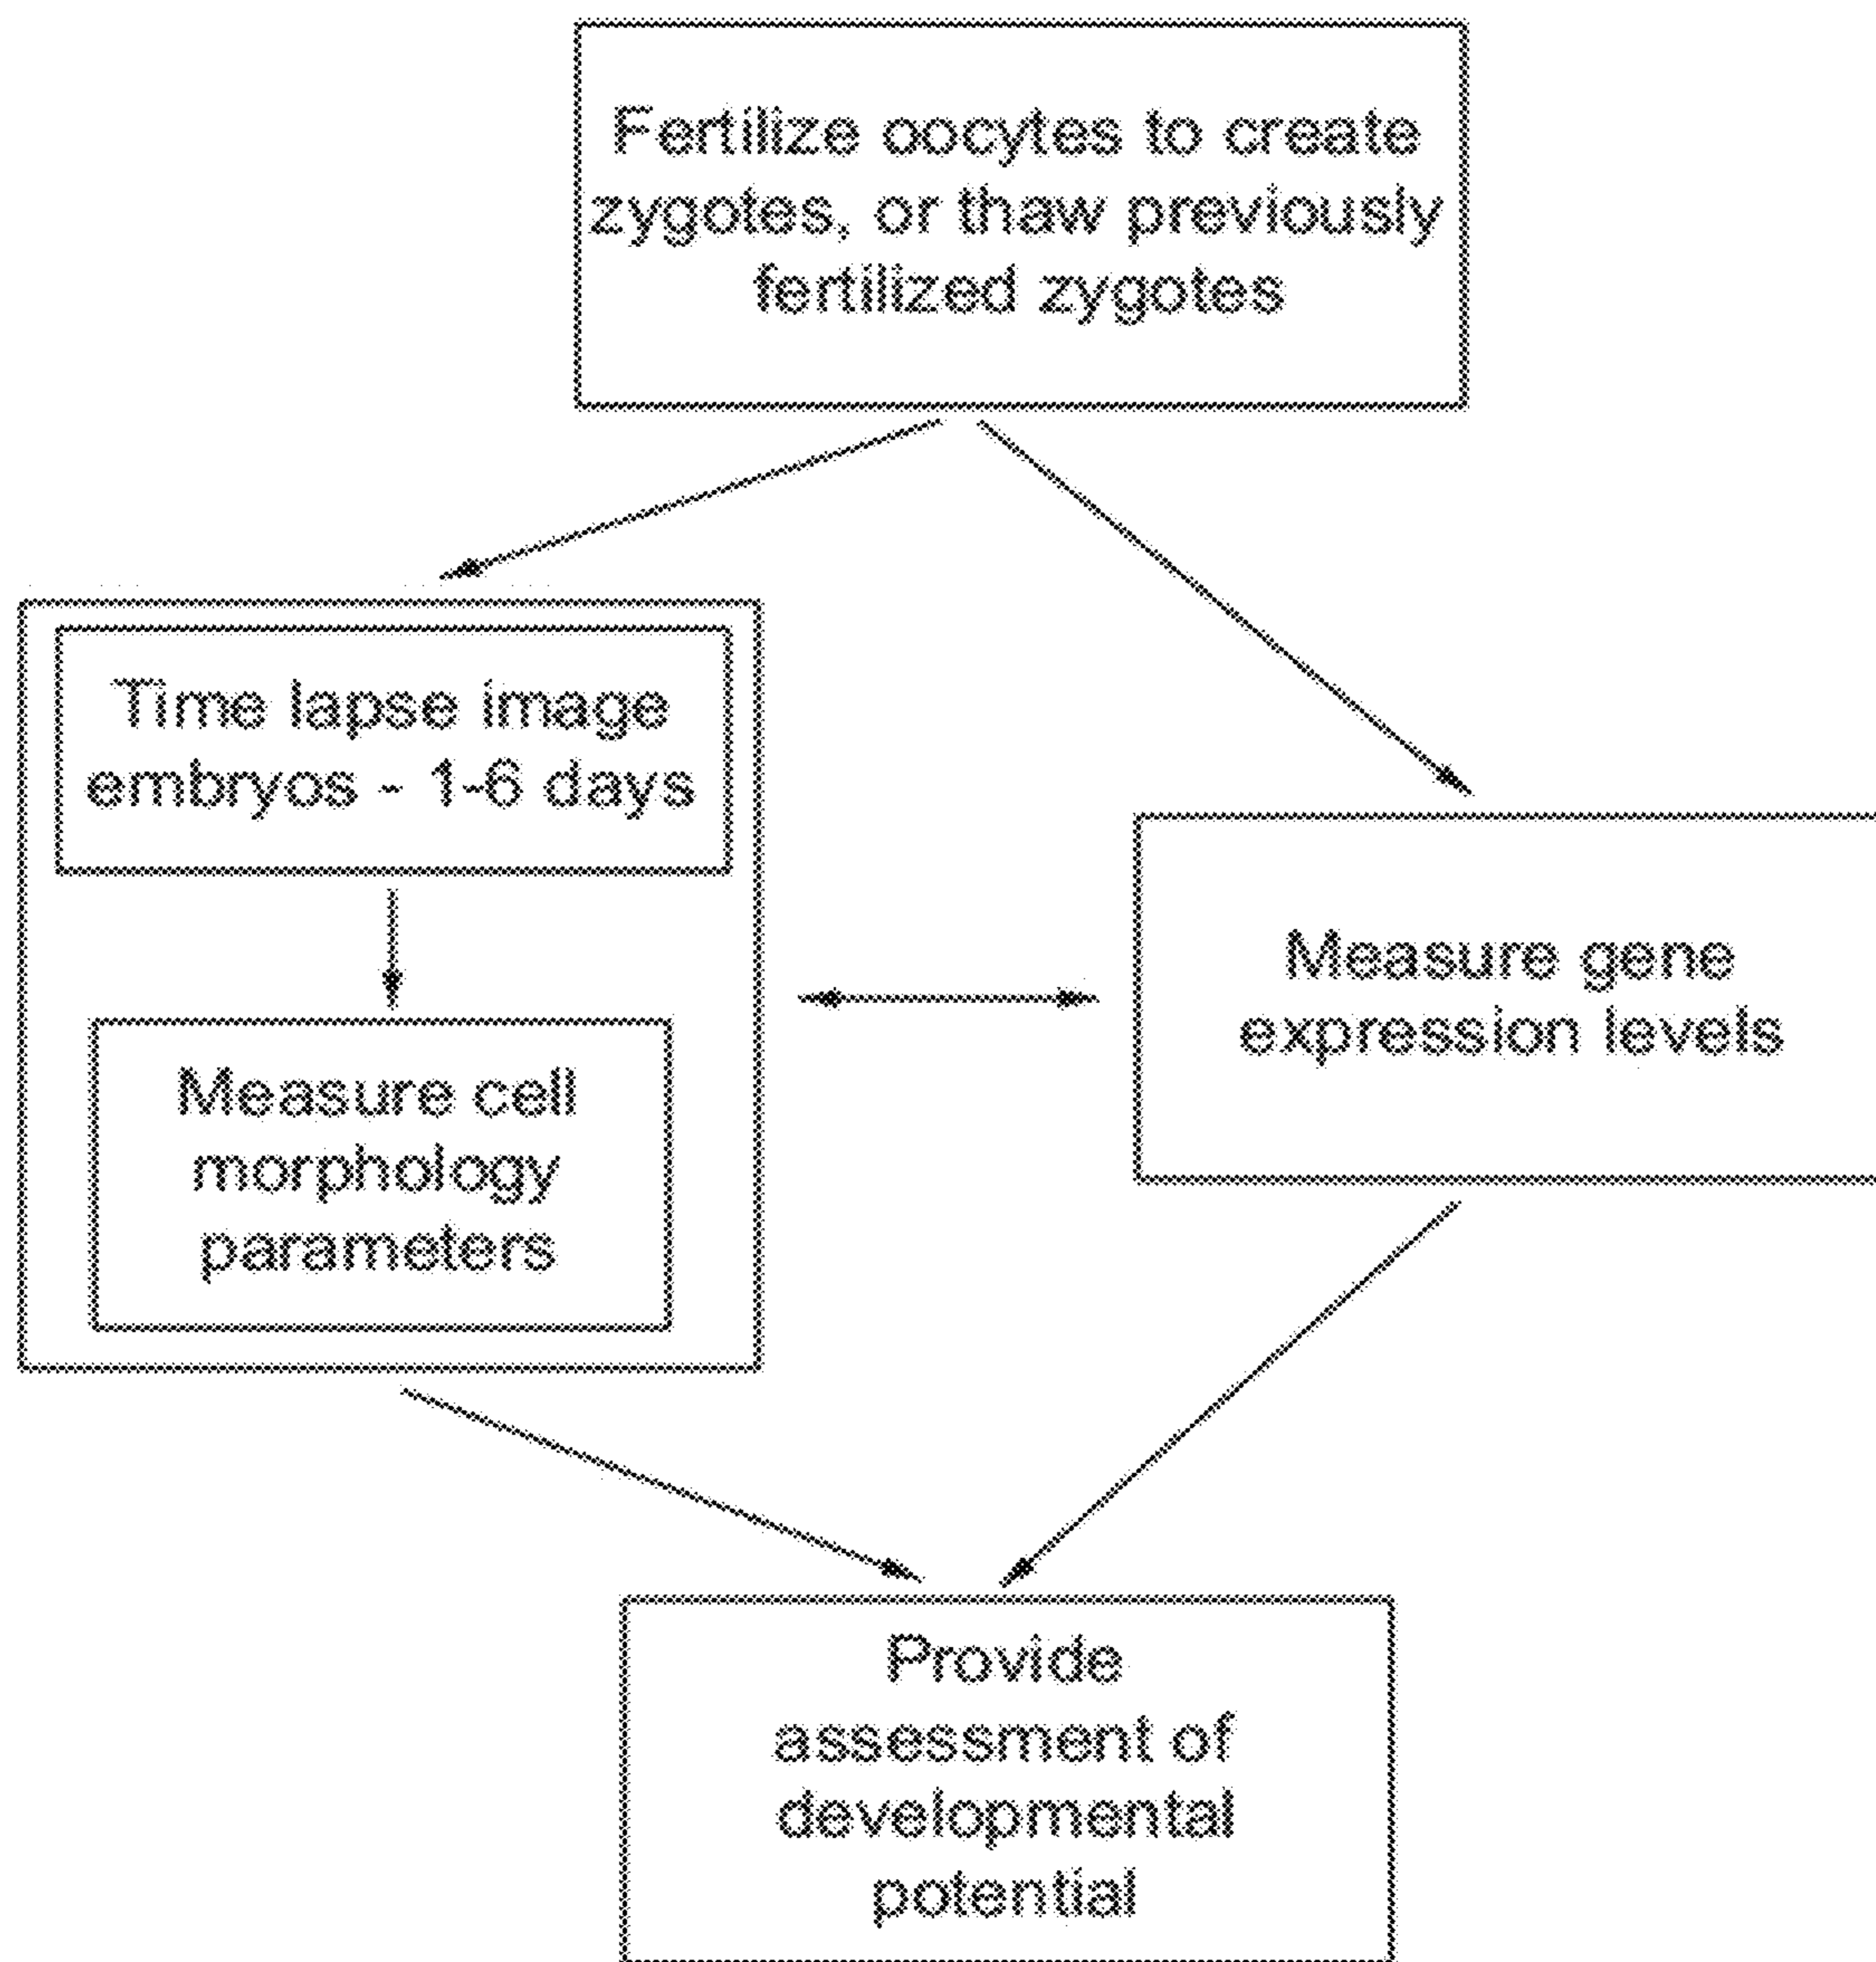 Fertilize oocytes to create
zygotes, or thaw previously
fertilized zygotes
Time lapse image
embryos - 1-6 days
Measure cell
morphology
parameters
Measure gene
expression levels
Provide
assessment of
developmental
potential